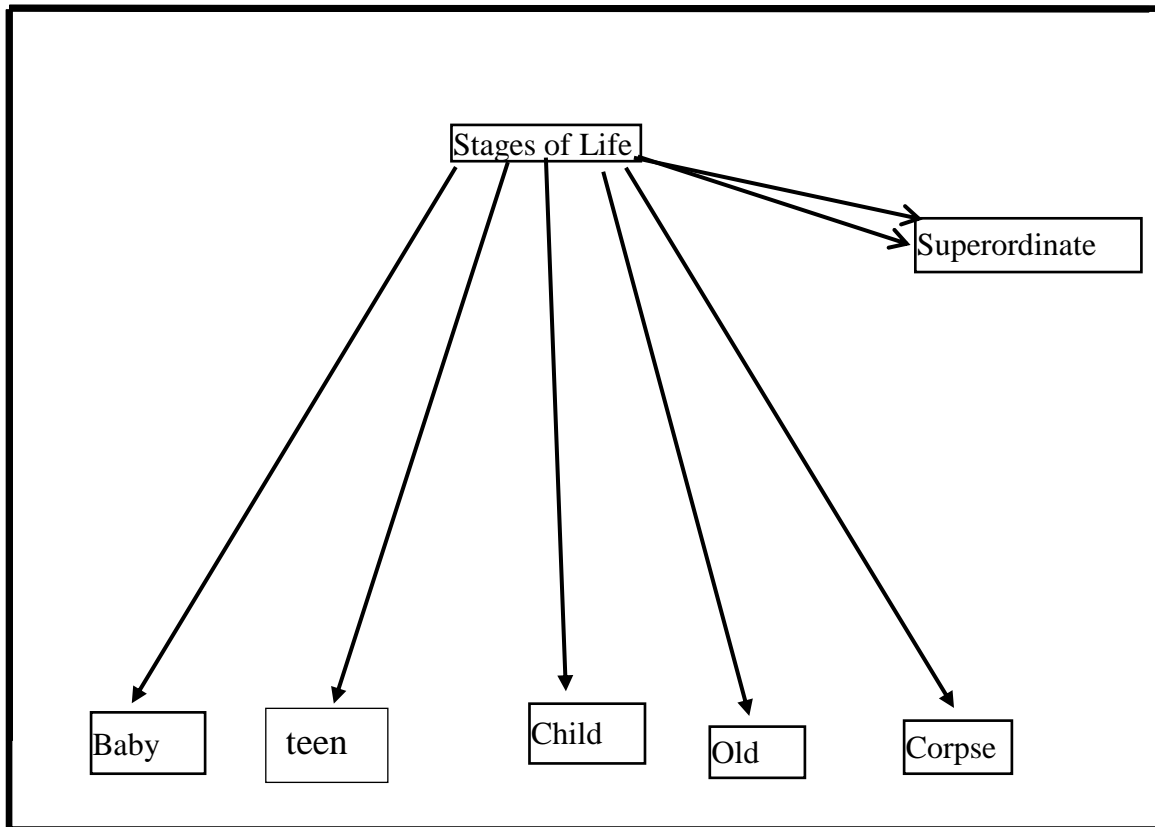 Stages of Life
Superordinate
Baby
teen
Child
Old
Corpse